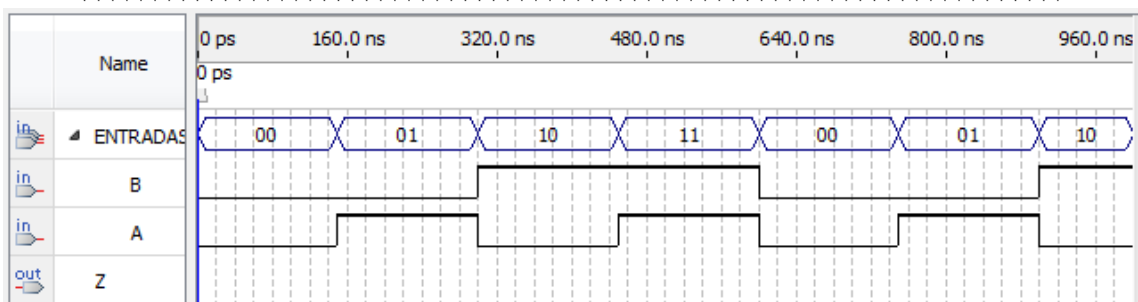 0 ps 160.0 ns 320.0 ns 480.0 ns 640.0 ns 800.0 ns 960.0 ns
Name
0 ps
in ENTRADAS 00 01 10 11 00 01 10
in B
in A
out Z